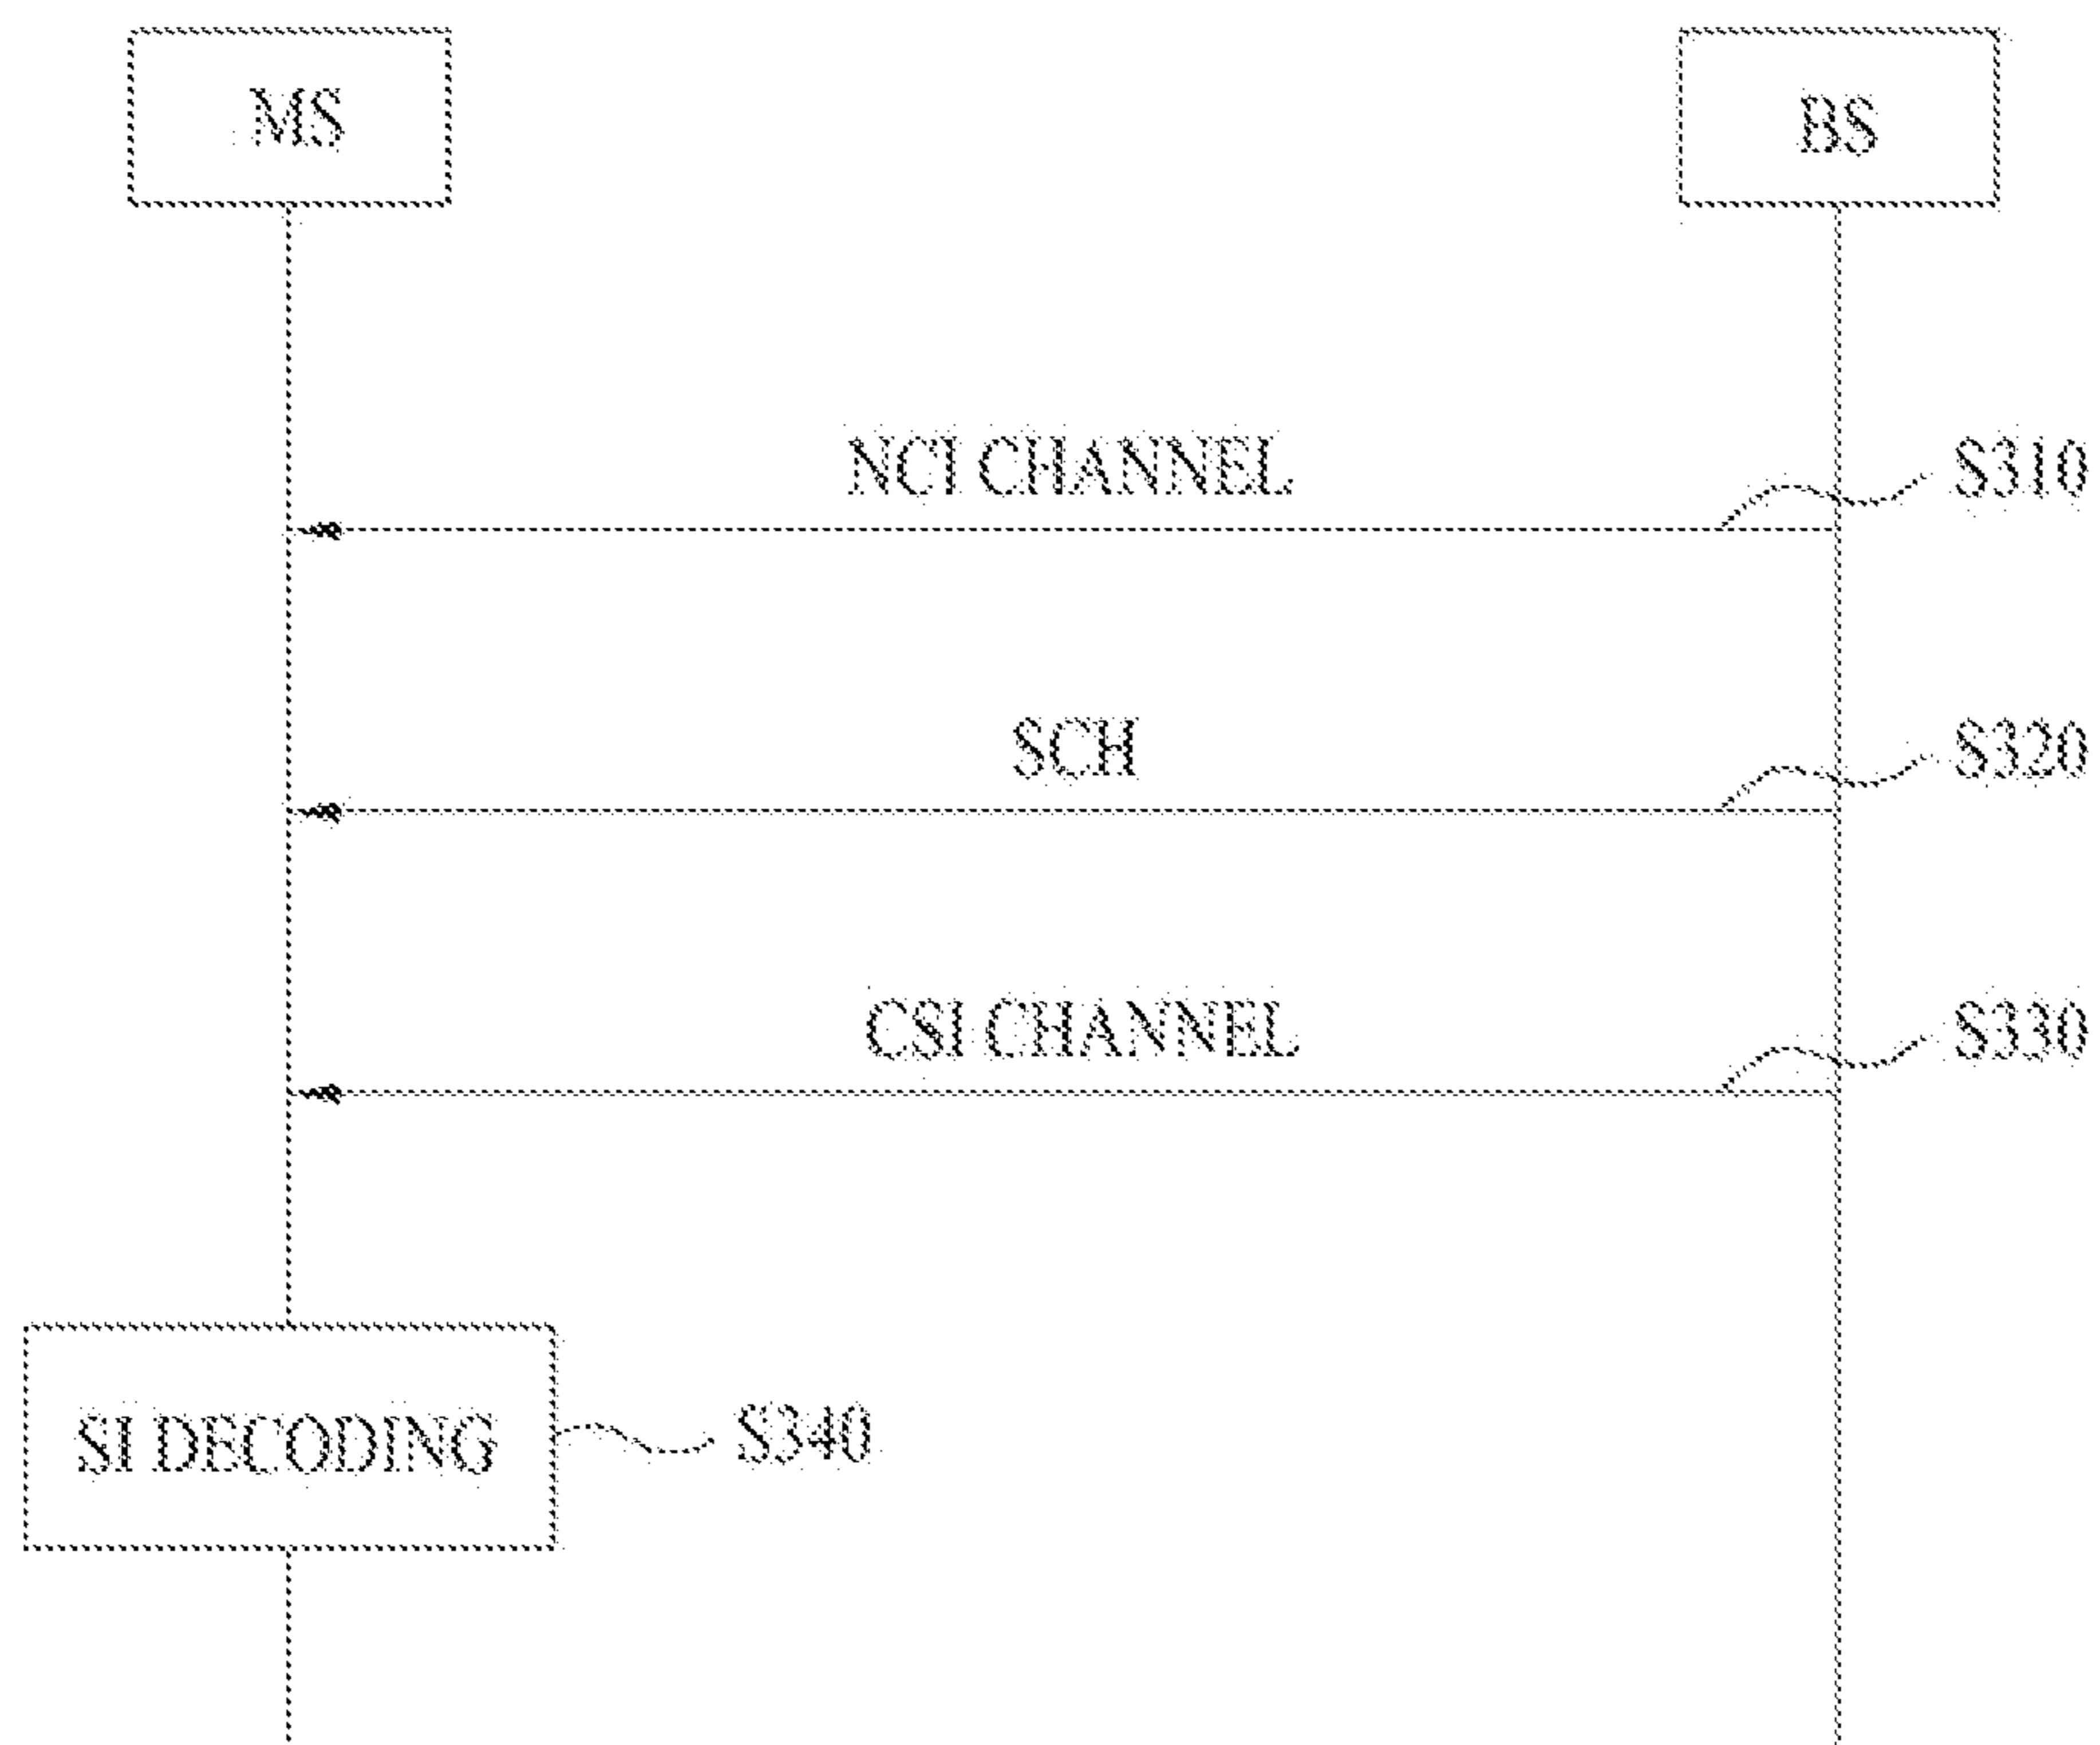 MS
BS
NCI CHANNEL
S310
SCH
S320
CSI CHANNEL
S330
SI DECODING
S340